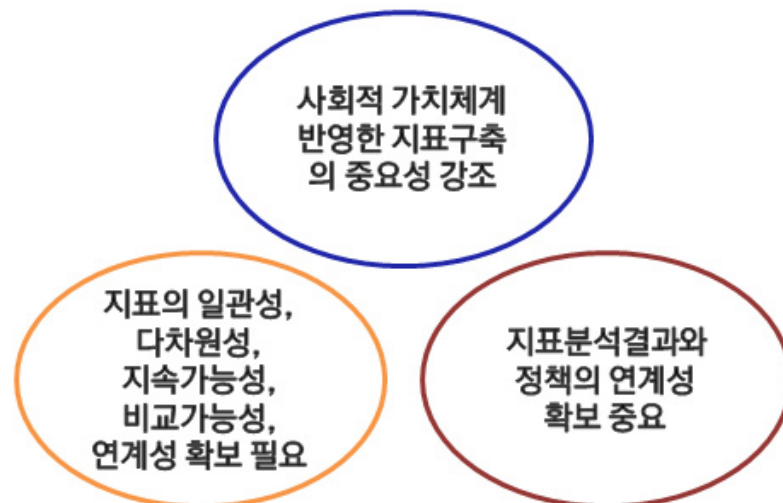 사회적 가치체계
반영한 지표구축
의 중요성 강조
지표의 일관성,
다차원성,
지속가능성,
비교가능성,
연계성 확보 필요
지표분석결과와
정책의 연계성
확보 중요